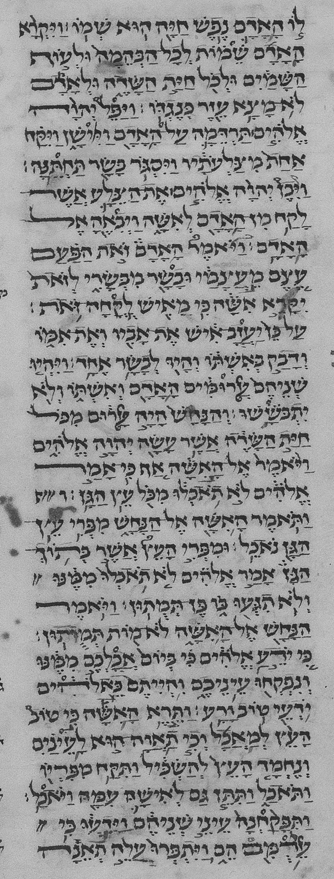 לו האדם נפש חיה הוא שמו ויקרא
האדם שמות לכל הבהמה ולעוף
השמים ולכל חית השדה ולאדם
לא מצא עזר כנגדו ויפל יהוה
אלהים תרדמה על האדם ויישן ויקח
אחת מצלעתיו ויסגר בשר תחתנה
ויבן יהוה אלהים את הצלע אשר
לקח מן האדם לאשה ויבאה אל
האדם ויאמר האדם זאת הפעם
עצם מעצמי ובשר מבשרי לזאת
יקרא אשה כי מאיש לקחה זאת
על כן יעזב איש את אביו ואת אמו
ודבק באשתו והיו לבשר אחד ויהיו
שניהם ערומים האדם ואשתו ולא
יתבששו והנחש היה ערום מכל
חית השדה אשר עשה יהוה אלהים
ויאמר אל האשה אף כי אמר
אלהים לא תאכלו מכל עץ הגן
ותאמר האשה אל הנחש מפרי עץ
הגן נאכל ומפרי העץ אשר בתוך
הגן אמר אלהים לא תאכלו ממנו
ולא תגעו בו פן תמתון ויאמר
הנחש אל האשה לא מות תמתון
כי ידע אלהים כי ביום אכלכם ממנו
ונפקחו עיניכם והייתם כאלהים
ידעי טוב ורע ותרא האשה כי טוב
העץ למאכל וכי תאוה הוא לעינים
ונחמד העץ להשכיל ותקח מפריו
ותאכל ותתן גם לאישה עמה ויאכל
ותפקחנה עיני שניהם וידעו כי
ערמים הם ויתפרו עלה תאנה